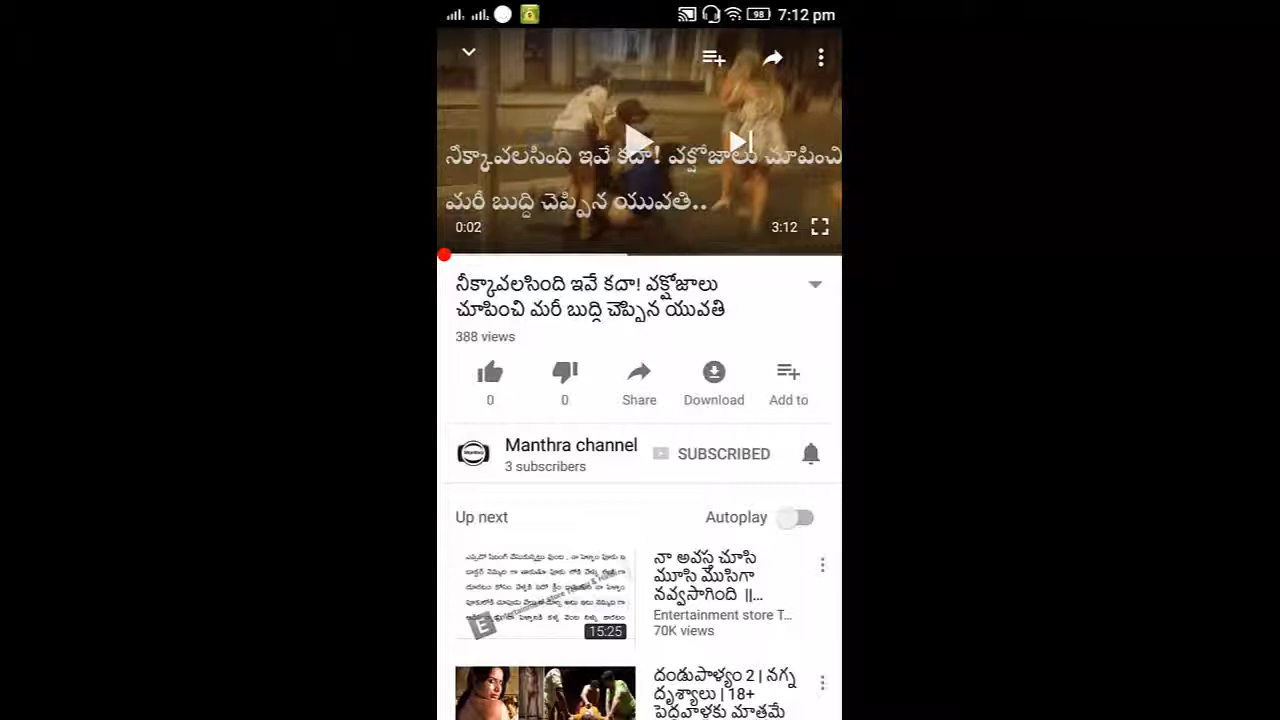 98 7:12 pm
నీక్కావలసింది ఇవే కదా! వక్షోజాలు చూపించి
మరీ బుద్ది చెప్పిన యువతి..
0:02 3:12
నీక్కావలసింది ఇవే కదా! వక్షోజాలు
చూపించి మరీ బుద్ది చెప్పిన యువతి
388 views
0 0 Share Download Add to
Manthra channel SUBSCRIBED
3 subscribers
Up next Autoplay
నా అవస్త చూసి
మూసి ముసిగా
నవ్వసాగింది ||...
Entertainment store T...
70K views
E
15:25
దండుపాళ్యం 2 | నగ్న
దృశ్యాలు | 18+
పెద్దవాళ్లకు మాత్రమే